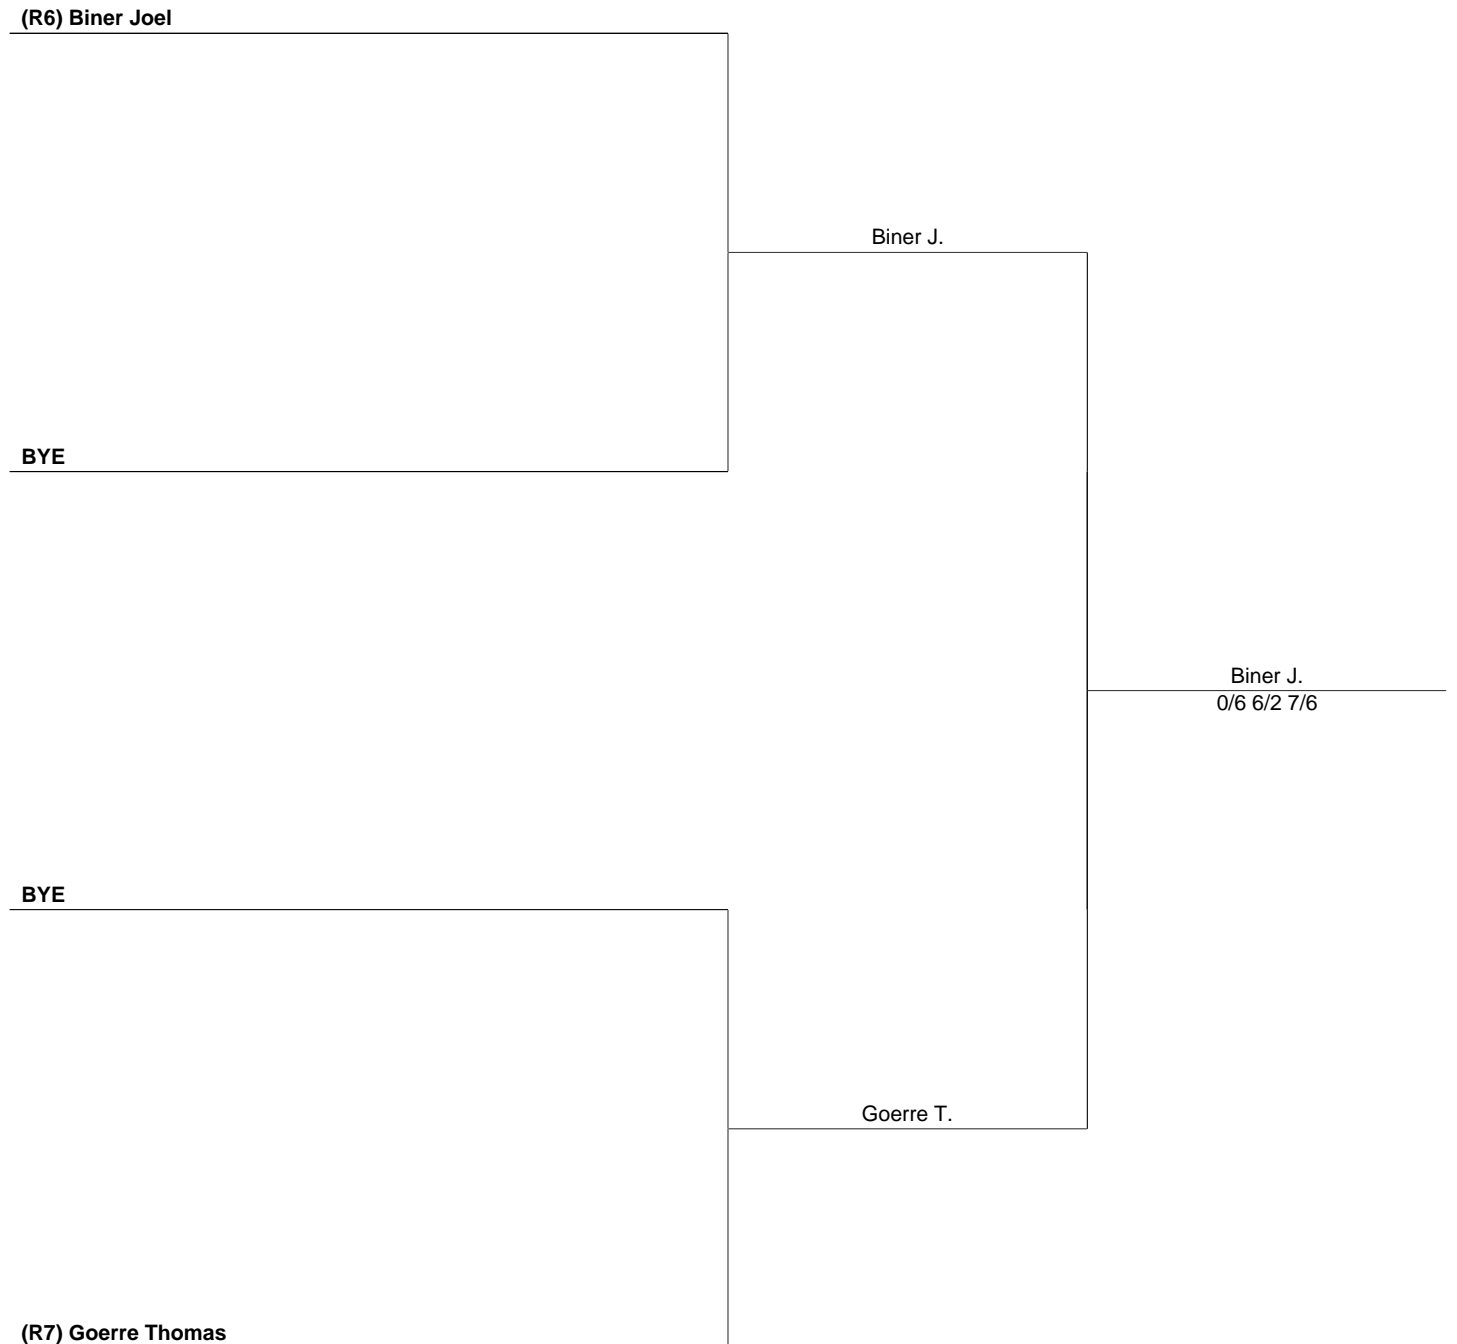 (R6) Biner Joel
Biner J.
BYE
Biner J.
0/6 6/2 7/6
BYE
Goerre T.
(R7) Goerre Thomas